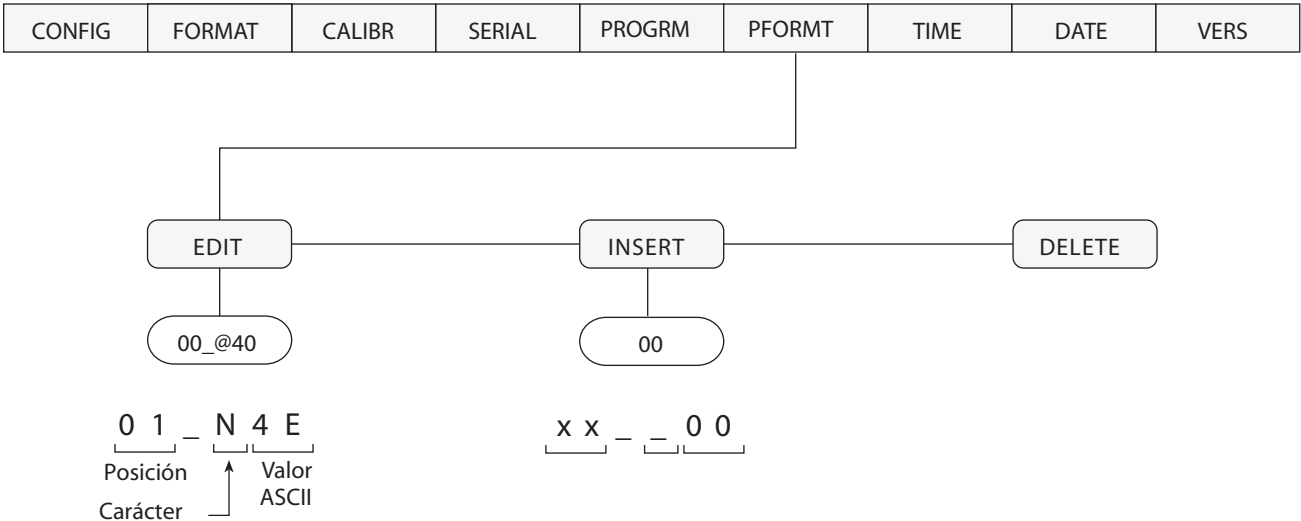 CONFIG FORMAT CALIBR SERIAL PROGRM PFORMT TIME DATE VERS
EDIT INSERT DELETE
00_@40 00
0 1 _ N 4 E x x _ _ 0 0
Posición Valor
ASCII
Carácter